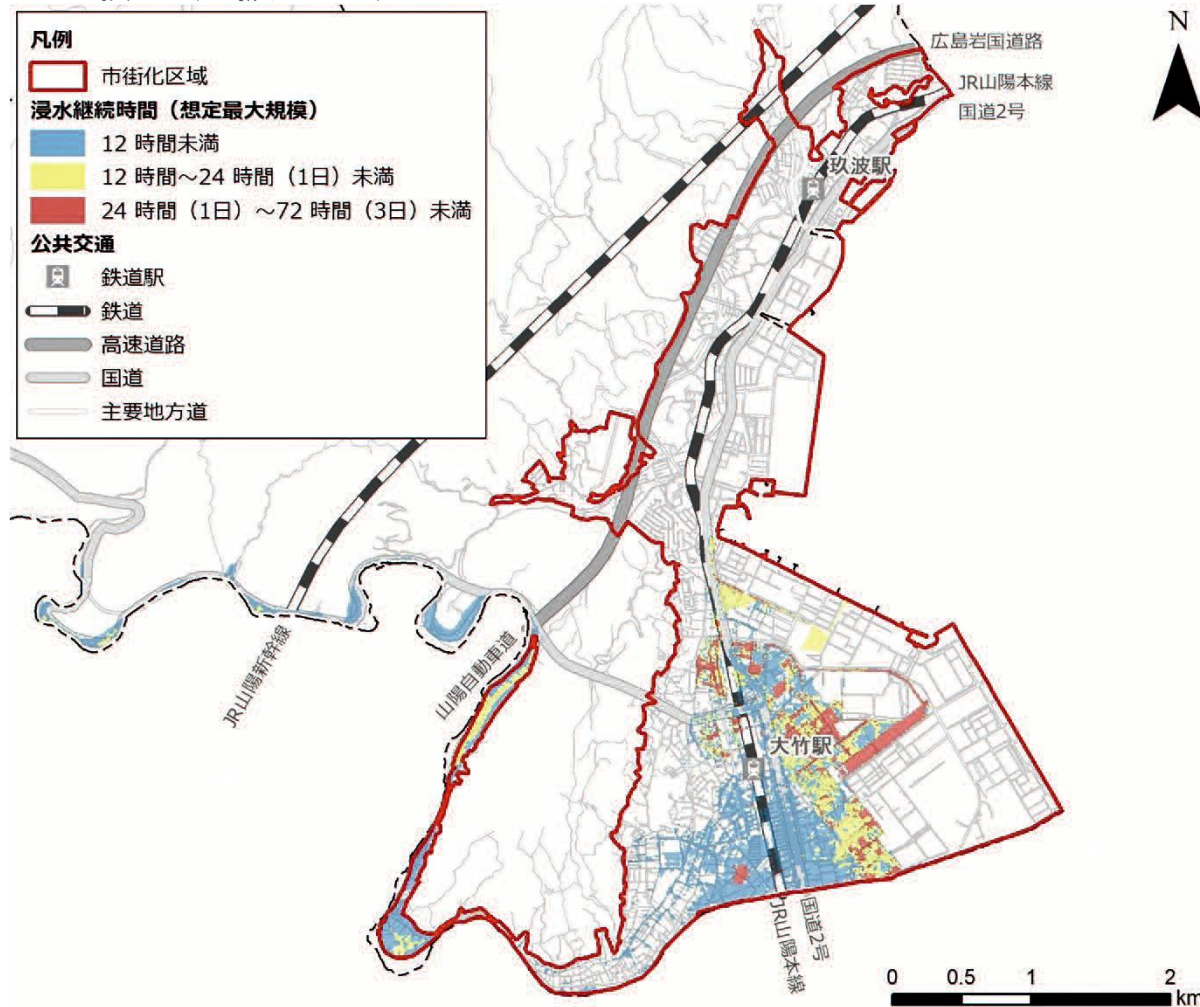 凡例
市街化区域
浸水継続時間（想定最大規模）
12 時間未満
12 時間～24 時間（1日）未満
24 時間（1日）～72 時間（3日）未満
公共交通
鉄道駅
鉄道
高速道路
国道
主要地方道
N
広島岩国道路
JR山陽本線
国道2号
玖波駅
JR山陽新幹線
山陽自動車道
大竹駅
国道2号
JR山陽本線
0 0.5 1 2
km